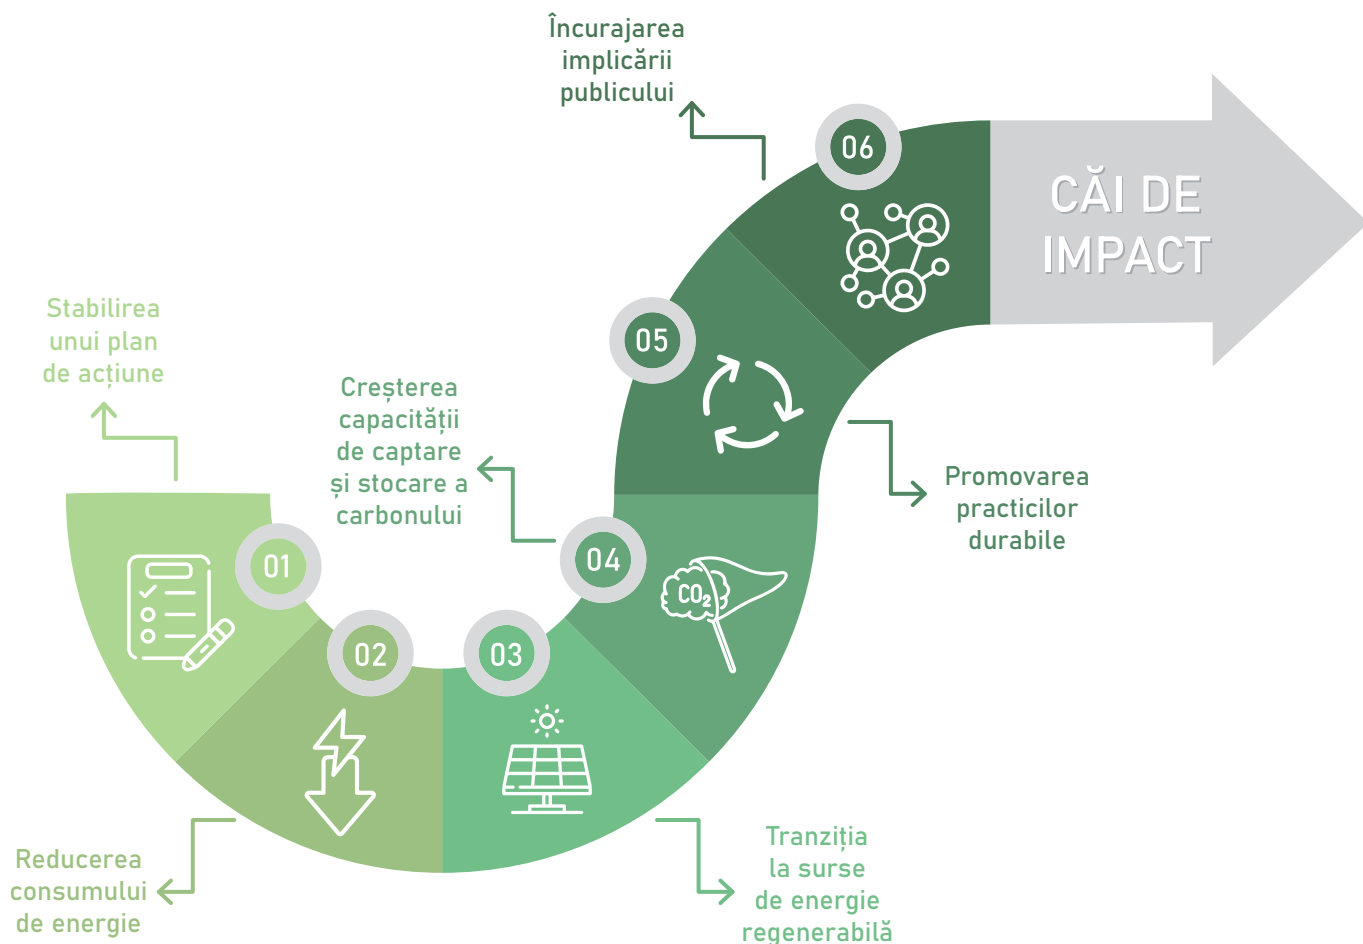 Încurajarea
implicării
publicului
06
CĂI DE
IMPACT
Stabilirea
unui plan
de acțiune
05
Creșterea
capacității
de captare
și stocare a
carbonului
Promovarea
practicilor
durabile
01
04
CO₂
02
03
Reducerea
consumului
de energie
Tranziția
la surse
de energie
regenerabilă